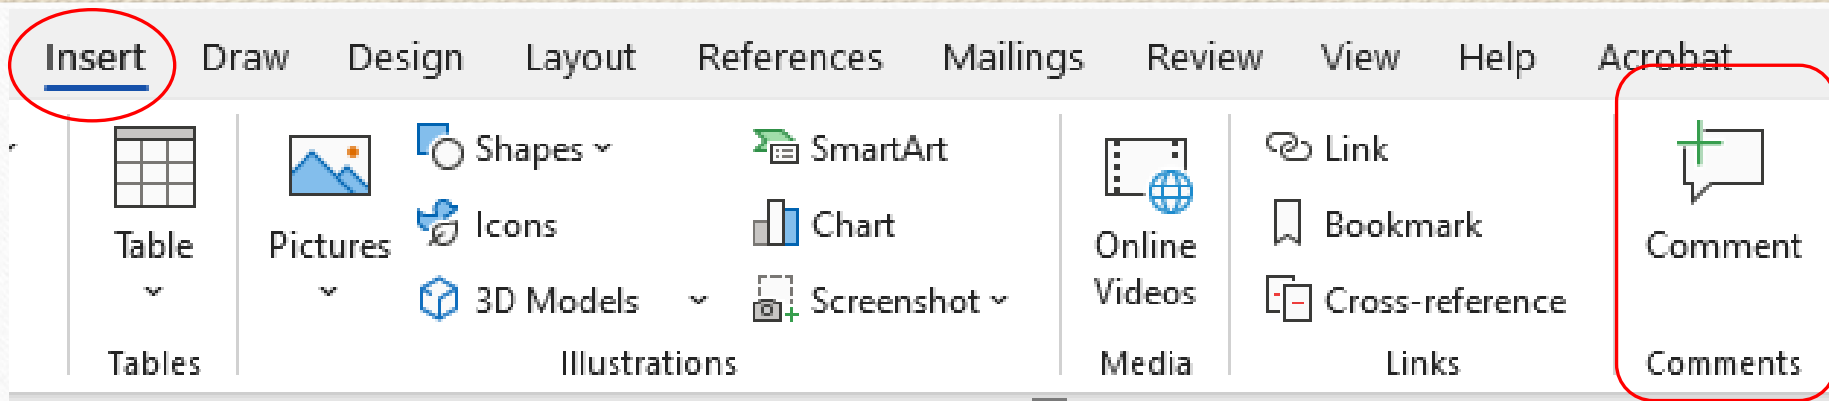 Insert Draw Design Layout References Mailings Review View Help Acrobat
Shapes SmartArt Link
Icons Chart Bookmark
Table Pictures Online Comment
Videos
3D Models Screenshot Cross-reference
Tables Illustrations Media Links Comments